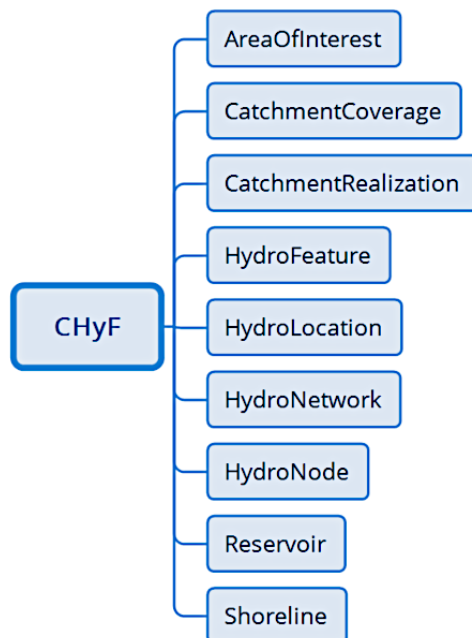 AreaOfInterest
CatchmentCoverage
CatchmentRealization
HydroFeature
CHyF
HydroLocation
HydroNetwork
HydroNode
Reservoir
Shoreline